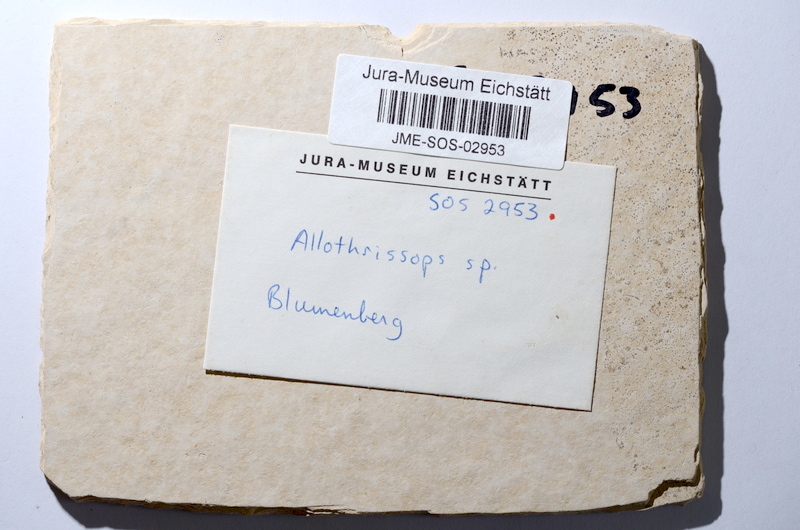 Jura-Museum Eichstätt
JME-SOS-02953
53
JURA-MUSEUM EICHSTÄTT
SOS 2953.
Allothrissops sp.
Blumenberg